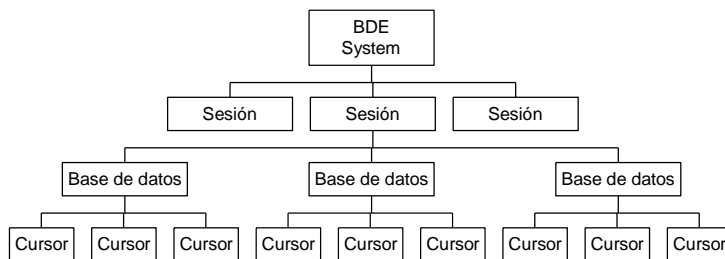 BDE
System
Sesión Sesión Sesión
Base de datos Base de datos Base de datos
Cursor Cursor Cursor Cursor Cursor Cursor Cursor Cursor Cursor